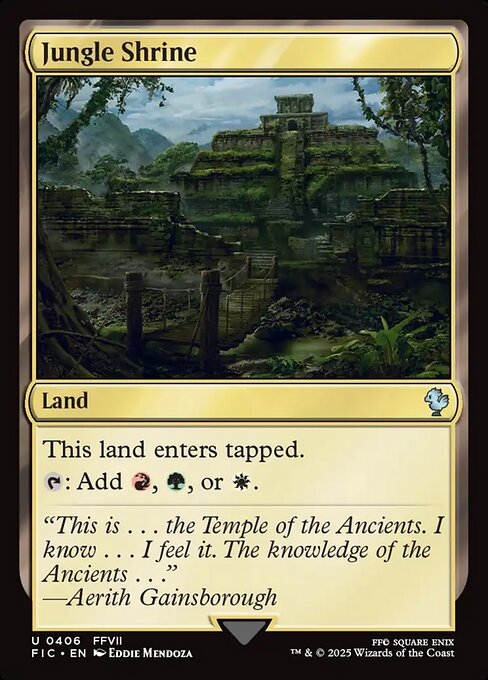 Jungle Shrine
Land
This land enters tapped.
: Add , , or .
“This is . . . the Temple of the Ancients. I
know . . . I feel it. The knowledge of the
Ancients . . .”
—Aerith Gainsborough
U 0406 FFVII
FIC • EN Eddie Mendoza
FF© SQUARE ENIX
™ & © 2025 Wizards of the Coast